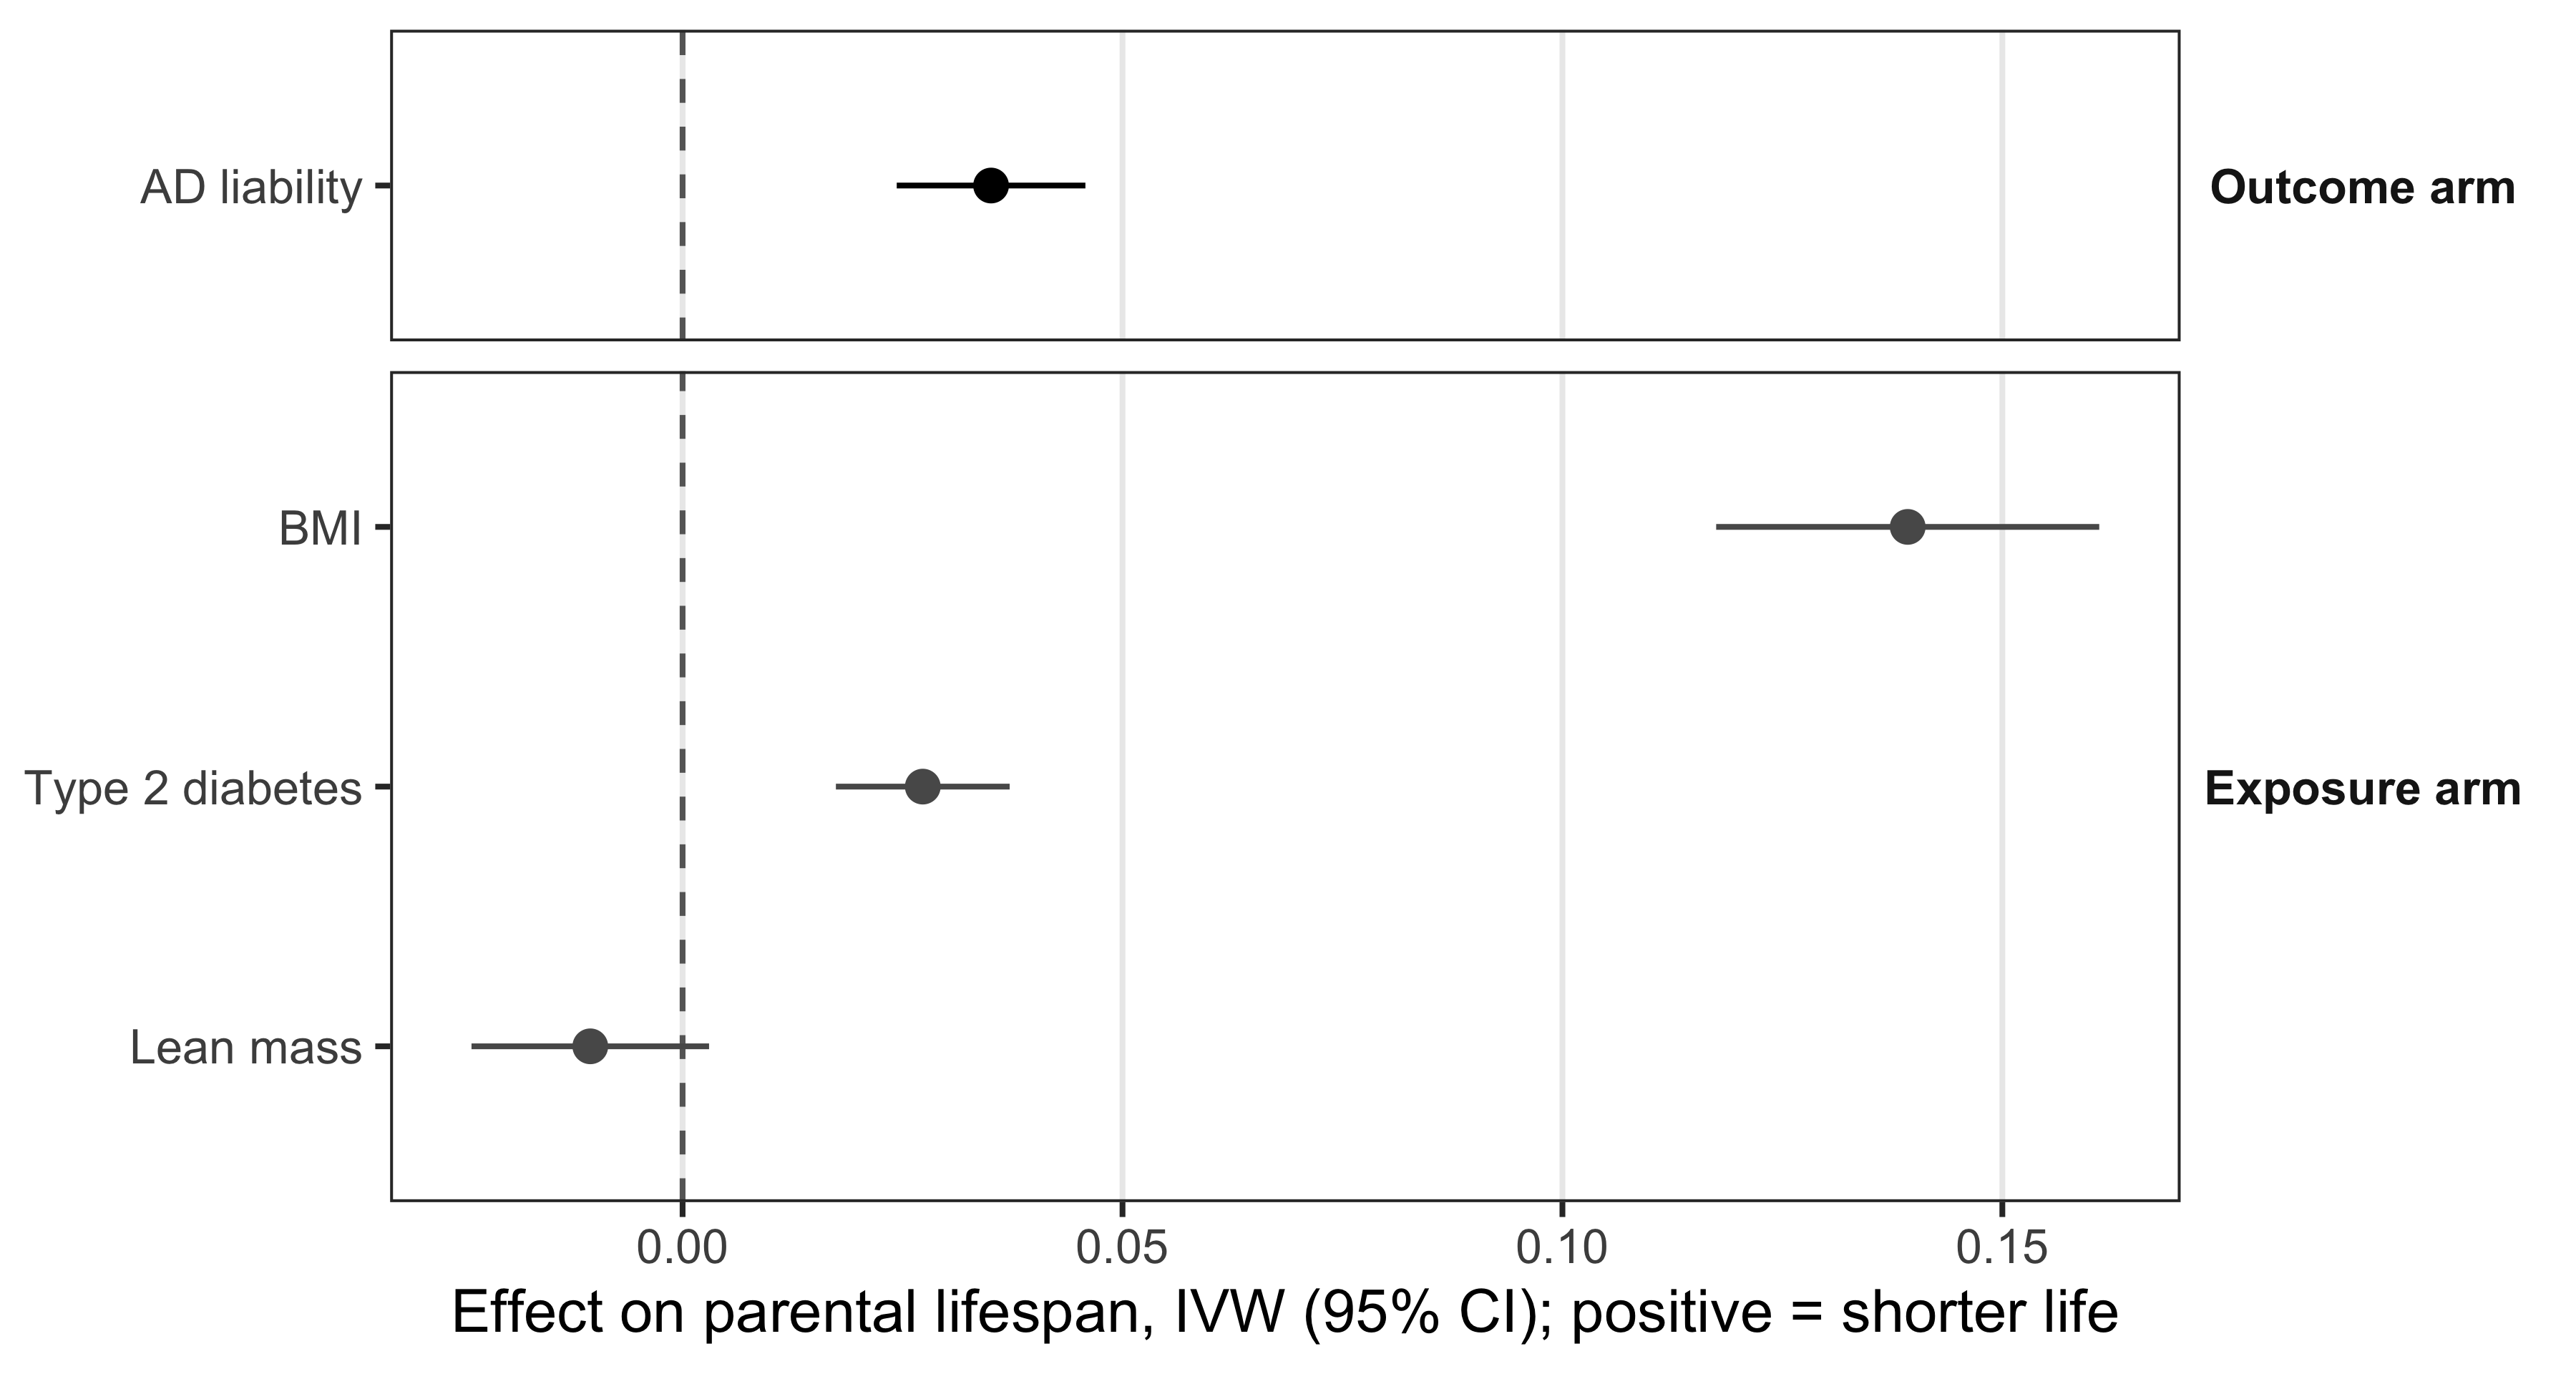 AD liability
Outcome arm
BMI
Type 2 diabetes
Exposure arm
Lean mass
0.00
0.05
0.10
0.15
Effect on parental lifespan, IVW (95% CI); positive = shorter life